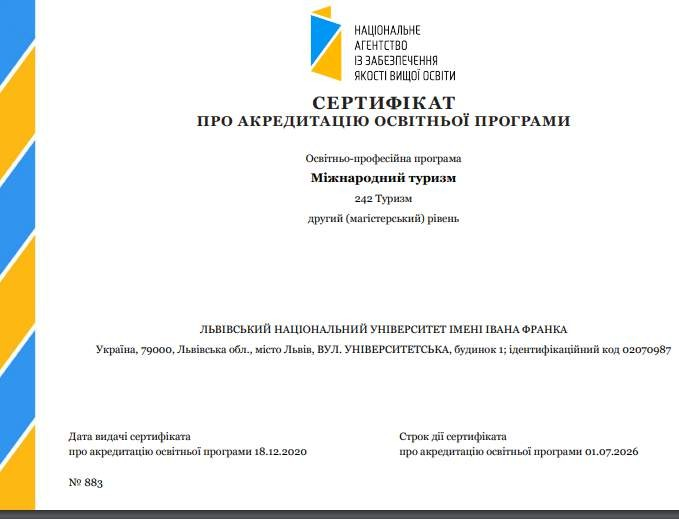 НАЦІОНАЛЬНЕ
АГЕНТСТВО
ІЗ ЗАБЕЗПЕЧЕННЯ
ЯКОСТІ ВИЩОЇ ОСВІТИ
СЕРТИФІКАТ
ПРО АКРЕДИТАЦІЮ ОСВІТНЬОЇ ПРОГРАМИ
Освітньо-професійна програма
Міжнародний туризм
242 Туризм
другий (магістерський) рівень
ЛЬВІВСЬКИЙ НАЦІОНАЛЬНИЙ УНІВЕРСИТЕТ ІМЕНІ ІВАНА ФРАНКА
Україна, 79000, Львівська обл., місто Львів, ВУЛ. УНІВЕРСИТЕТСЬКА, будинок 1; ідентифікаційний код 02070987
Дата видачі сертифіката
про акредитацію освітньої програми 18.12.2020
Строк дії сертифіката
про акредитацію освітньої програми 01.07.2026
№ 883